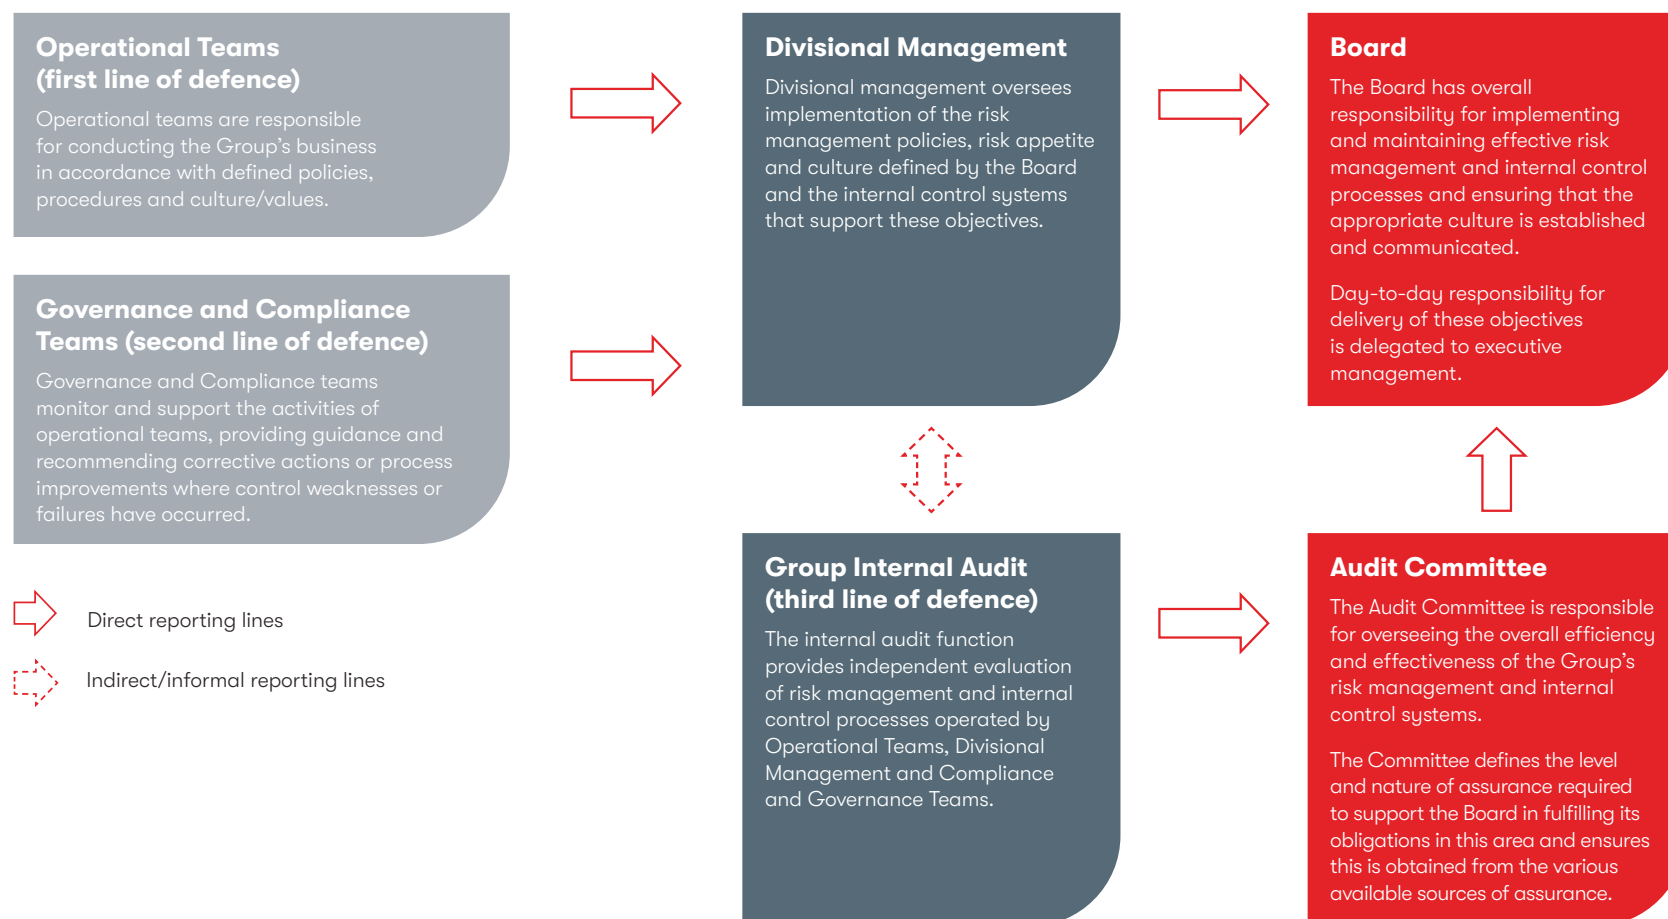 Operational Teams
(first line of defence)
Operational teams are responsible
for conducting the Group's business
in accordance with defined policies,
procedures and culture/values.
Governance and Compliance
Teams (second line of defence)
Governance and Compliance teams
monitor and support the activities of
operational teams, providing guidance and
recommending corrective actions or process
improvements where control weaknesses or
failures have occurred.
Direct reporting lines
Indirect/informal reporting lines
Divisional Management
Divisional management oversees
implementation of the risk
management policies, risk appetite
and culture defined by the Board
and the internal control systems
that support these objectives.
Group Internal Audit
(third line of defence)
The internal audit function
provides independent evaluation
of risk management and internal
control processes operated by
Operational Teams, Divisional
Management and Compliance
and Governance Teams.
Board
The Board has overall
responsibility for implementing
and maintaining effective risk
management and internal control
processes and ensuring that the
appropriate culture is established
and communicated.
Day-to-day responsibility for
delivery of these objectives
is delegated to executive
management.
Audit Committee
The Audit Committee is responsible
for overseeing the overall efficiency
and effectiveness of the Group's
risk management and internal
control systems.
The Committee defines the level
and nature of assurance required
to support the Board in fulfilling its
obligations in this area and ensures
this is obtained from the various
available sources of assurance.